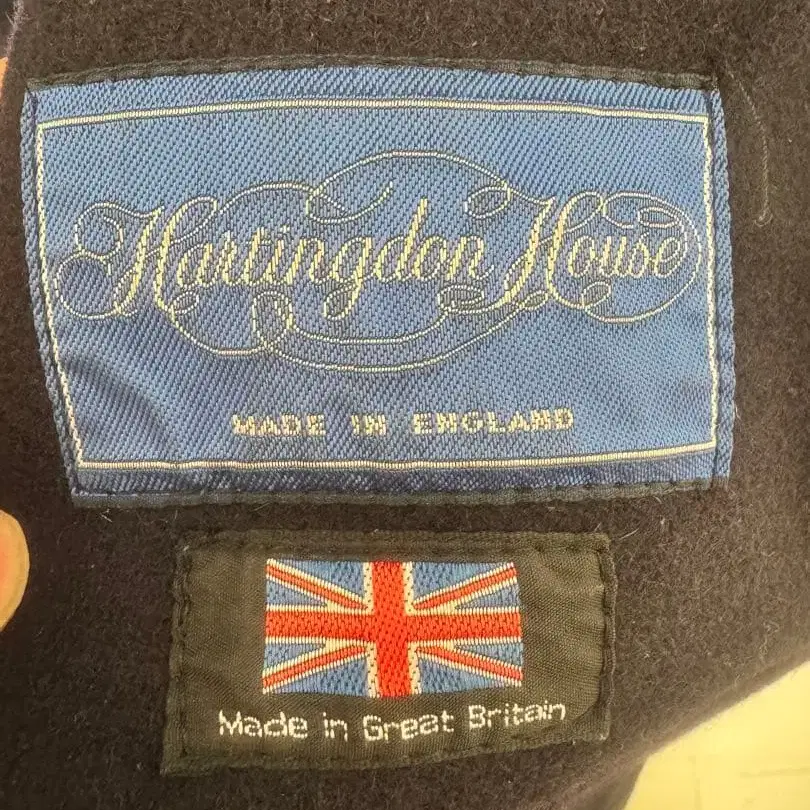 Hartingdon House
MADE IN ENGLAND
Made in Great Britain